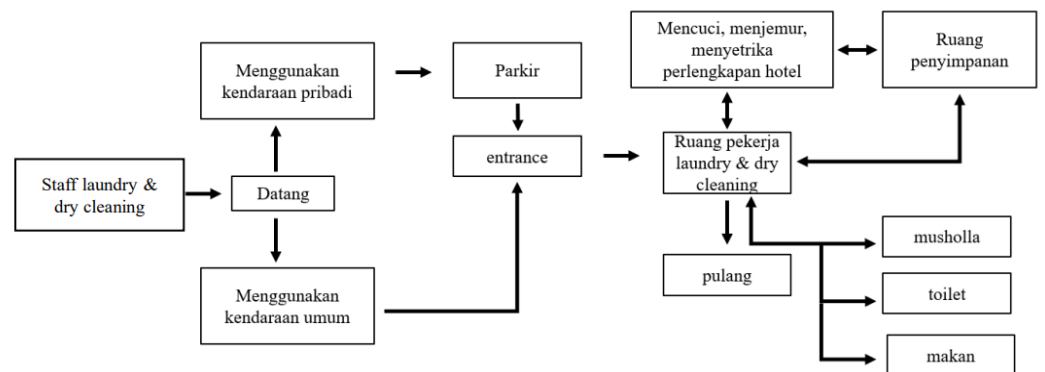 Staff laundry &
dry cleaning
Datang
Menggunakan
kendaraan pribadi
Menggunakan
kendaraan umum
Parkir
entrance
Mencuci, menjemur,
menyetrika
perlengkapan hotel
Ruang
penyimpanan
Ruang pekerja
laundry & dry
cleaning
pulang
musholla
toilet
makan